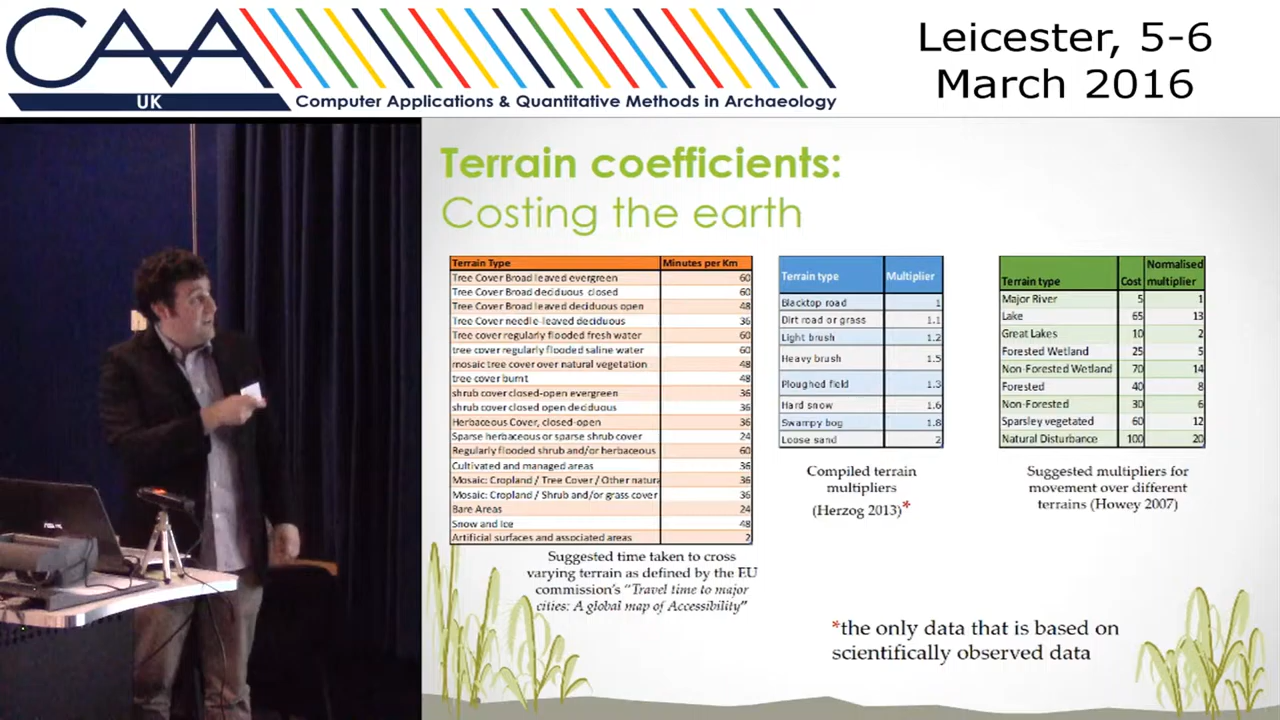 CAA
UK
Computer Applications & Quantitative Methods in Archaeology
Leicester, 5-6
March 2016
Terrain coefficients:
Costing the earth
Terrain Type Minutes per Km
Tree Cover Broad leaved evergreen 60
Tree Cover Broad deciduous closed 60
Tree Cover Broad leaved deciduous open 48
Tree Cover needle-leaved deciduous 36
Tree cover regularly flooded fresh water 60
tree cover regularly flooded saline water 60
mosaic tree cover over natural vegetation 48
tree cover burnt 48
shrub cover closed-open evergreen 36
shrub cover closed open deciduous 36
Herbaceous Cover, closed-open 36
Sparse herbaceous or sparse shrub cover 24
Regularly flooded shrub and/or herbaceous 60
Cultivated and managed areas 36
Mosaic: Cropland / Tree Cover / Other natura 36
Mosaic: Cropland / Shrub and/or grass cover 36
Bare Areas 24
Snow and Ice 48
Artificial surfaces and associated areas 2
Suggested time taken to cross
varying terrain as defined by the EU
commission's "Travel time to major
cities: A global map of Accessibility"
Terrain type Multiplier
Blacktop road 1
Dirt road or grass 1.1
Light brush 1.2
Heavy brush 1.5
Ploughed field 1.3
Hard snow 1.6
Swampy bog 1.8
Loose sand 2
Compiled terrain
multipliers
(Herzog 2013)*
Terrain type Cost Normalised multiplier
Major River 5 1
Lake 65 13
Great Lakes 10 2
Forested Wetland 25 5
Non-Forested Wetland 70 14
Forested 40 8
Non-Forested 30 6
Sparsley vegetated 60 12
Natural Disturbance 100 20
Suggested multipliers for
movement over different
terrains (Howey 2007)
*the only data that is based on
scientifically observed data